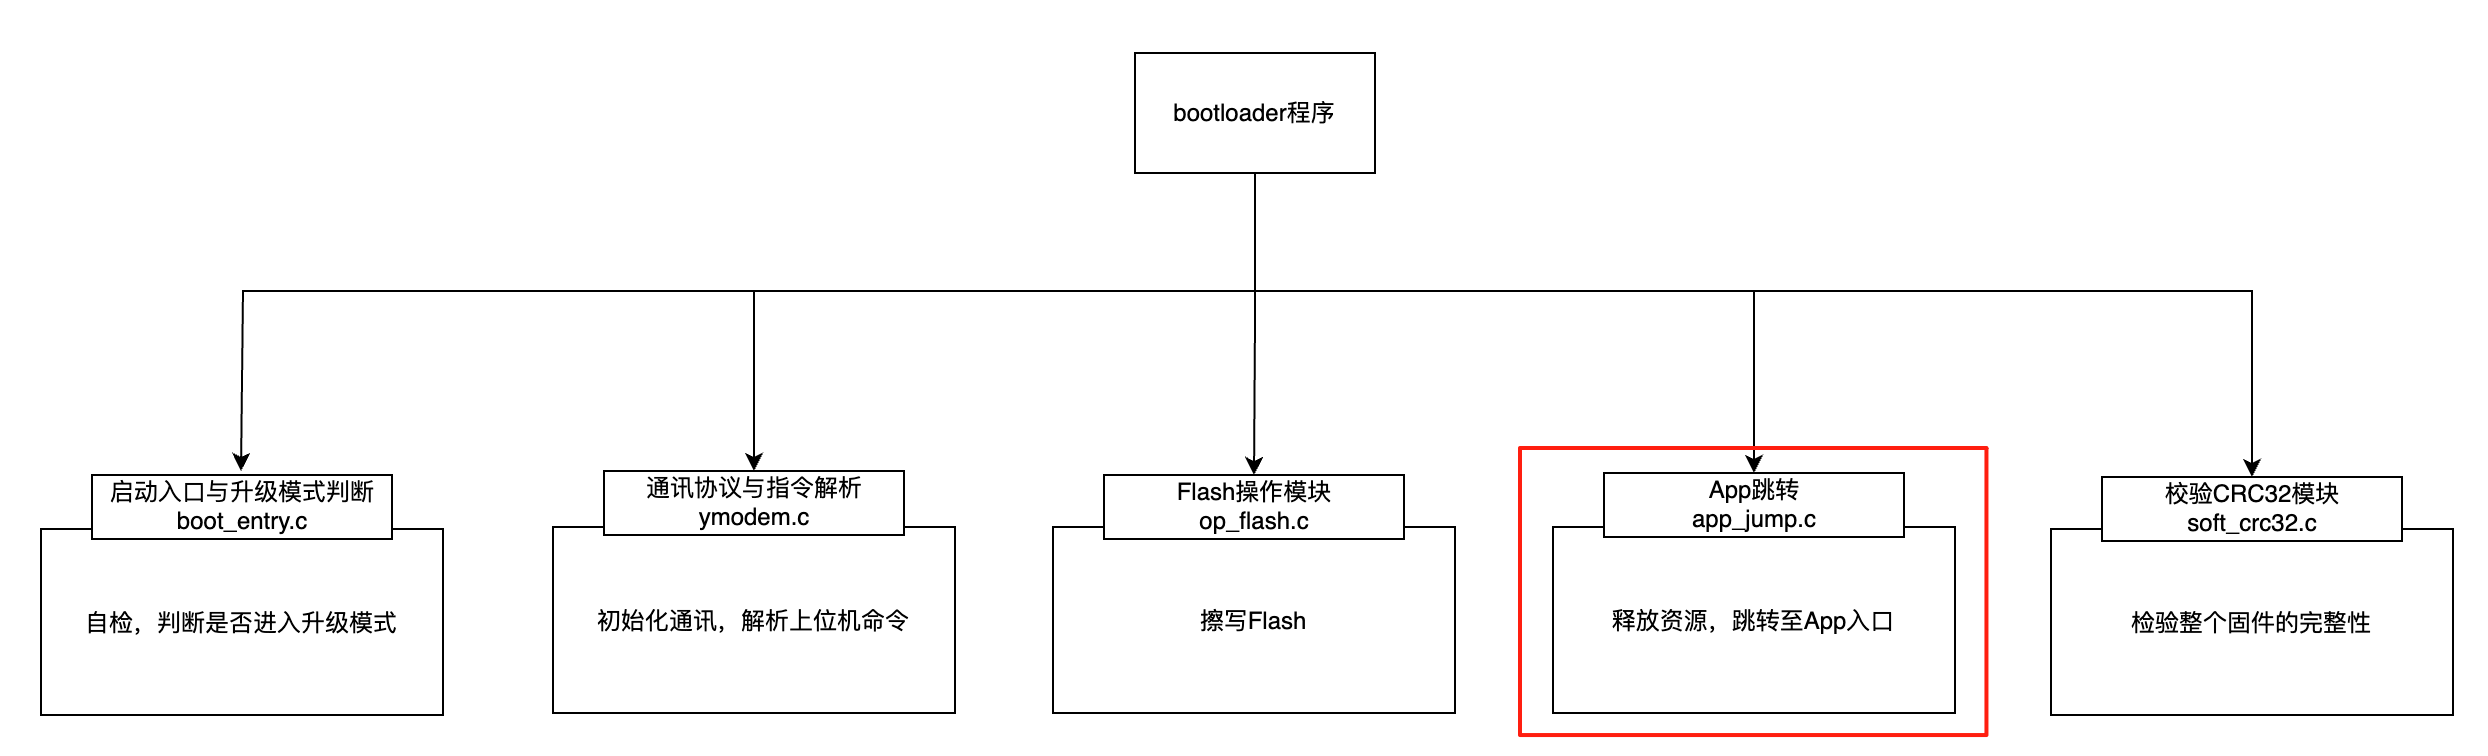 bootloader程序
启动入口与升级模式判断
boot_entry.c
自检，判断是否进入升级模式
通讯协议与指令解析
ymodem.c
初始化通讯，解析上位机命令
Flash操作模块
op_flash.c
擦写Flash
App跳转
app_jump.c
释放资源，跳转至App入口
校验CRC32模块
soft_crc32.c
检验整个固件的完整性